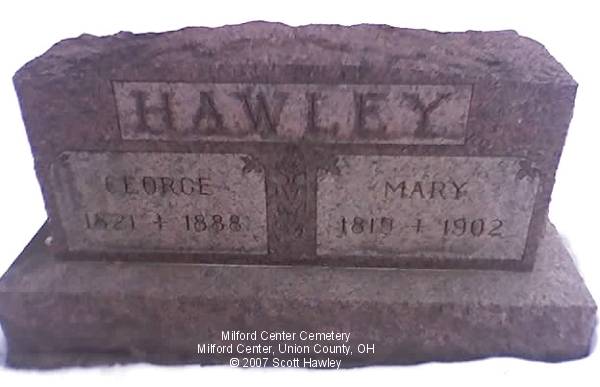 HAWLEY
GEORGE
1821 ✝ 1888
MARY
1819 ✝ 1902
Milford Center Cemetery
Milford Center, Union County, OH
© 2007 Scott Hawley